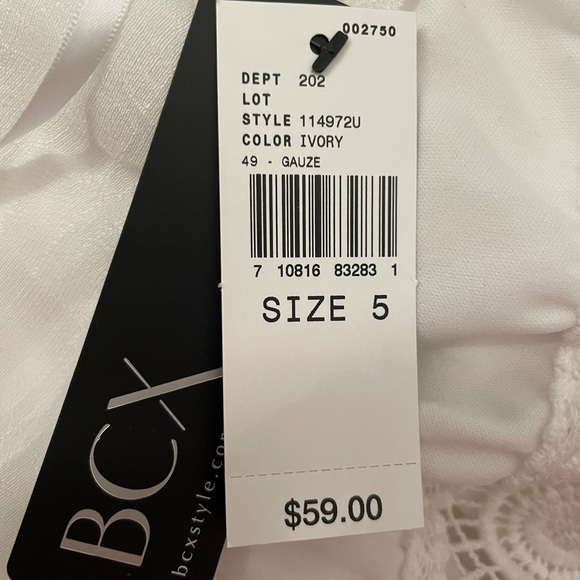 002750
DEPT 202
LOT
STYLE 114972U
COLOR IVORY
49 - GAUZE
7 10816 83283 1
SIZE 5
$59.00
BCX
bcxstyle.co